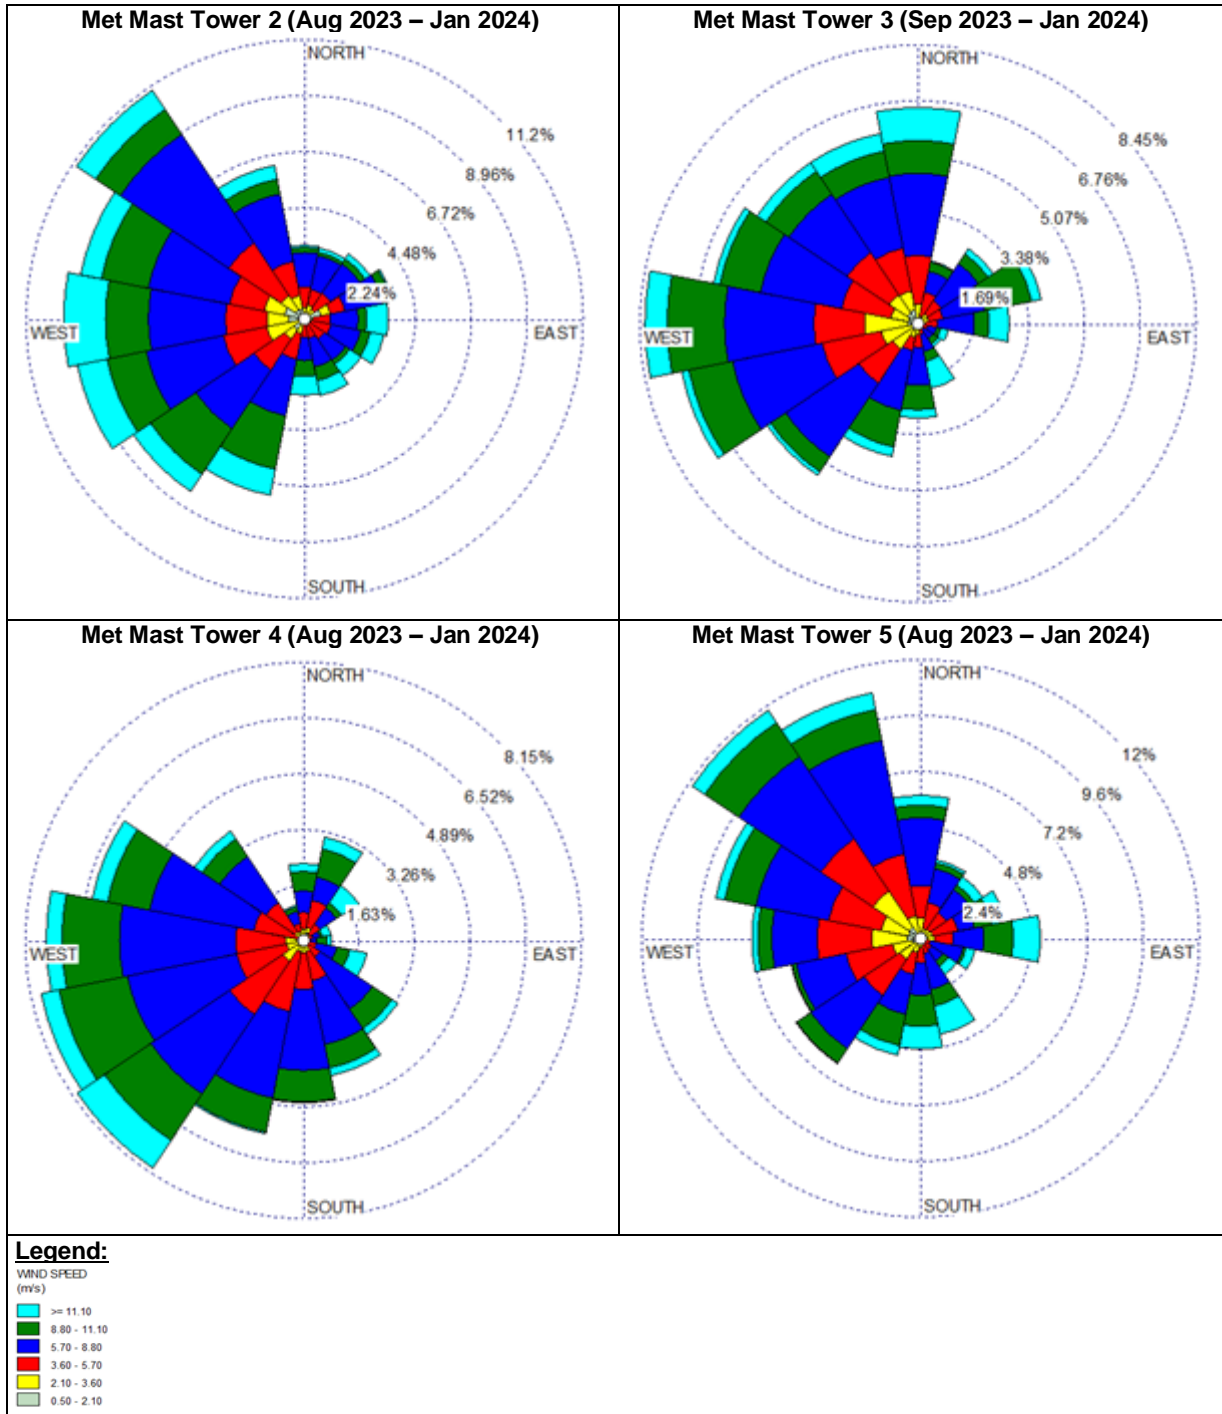 Met Mast Tower 2 (Aug 2023 – Jan 2024)
NORTH
11.2%
8.96%
6.72%
4.48%
2.24%
WEST
EAST
SOUTH
Met Mast Tower 3 (Sep 2023 – Jan 2024)
NORTH
8.45%
6.76%
5.07%
3.38%
1.69%
WEST
EAST
SOUTH
Met Mast Tower 4 (Aug 2023 – Jan 2024)
NORTH
8.15%
6.52%
4.89%
3.26%
1.63%
WEST
EAST
SOUTH
Met Mast Tower 5 (Aug 2023 – Jan 2024)
NORTH
12%
9.6%
7.2%
4.8%
2.4%
WEST
EAST
SOUTH
Legend:
WIND SPEED
(m/s)
>= 11.10
8.80 - 11.10
5.70 - 8.80
3.60 - 5.70
2.10 - 3.60
0.50 - 2.10